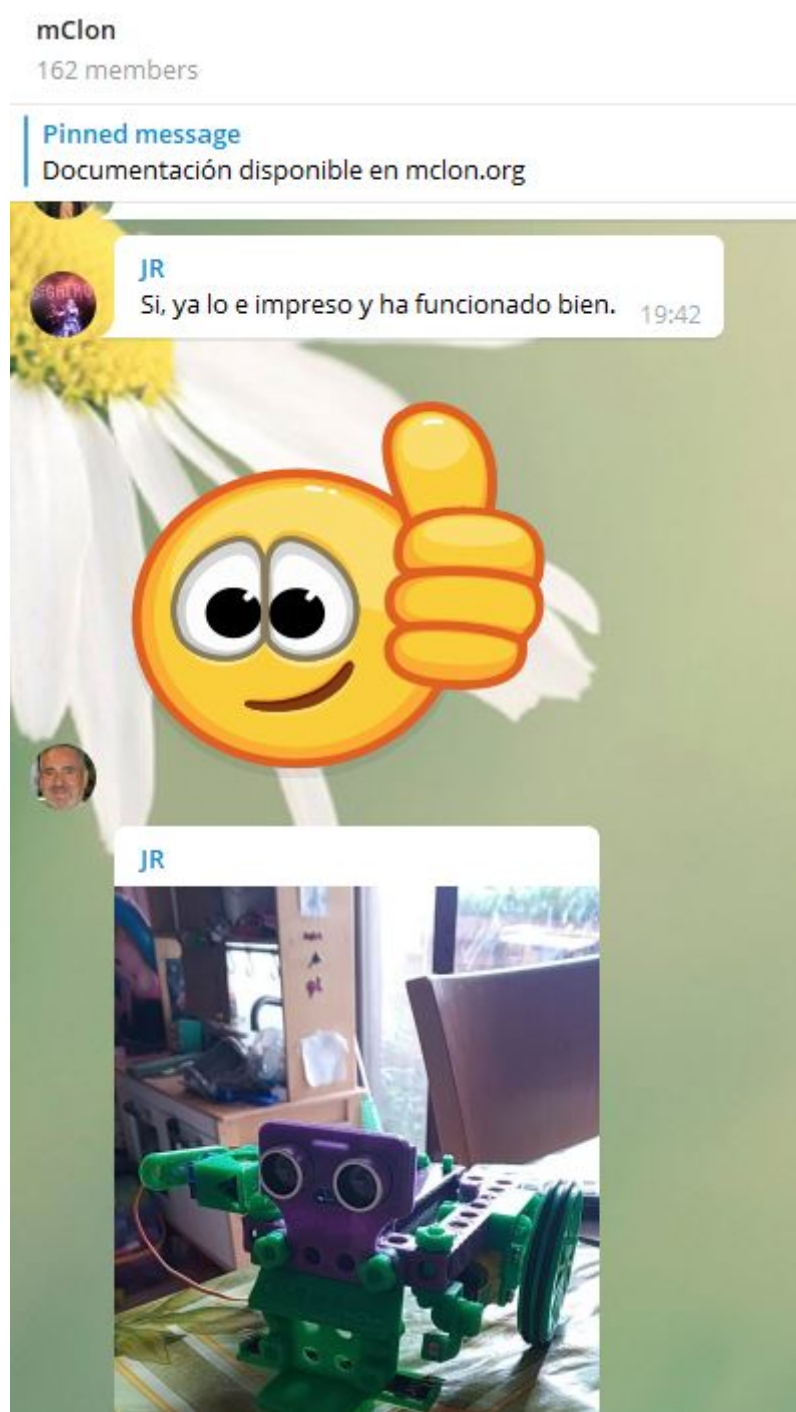 mClon
162 members
Pinned message
Documentación disponible en mclon.org
JR
Si, ya lo e impreso y ha funcionado bien. 19:42
JR